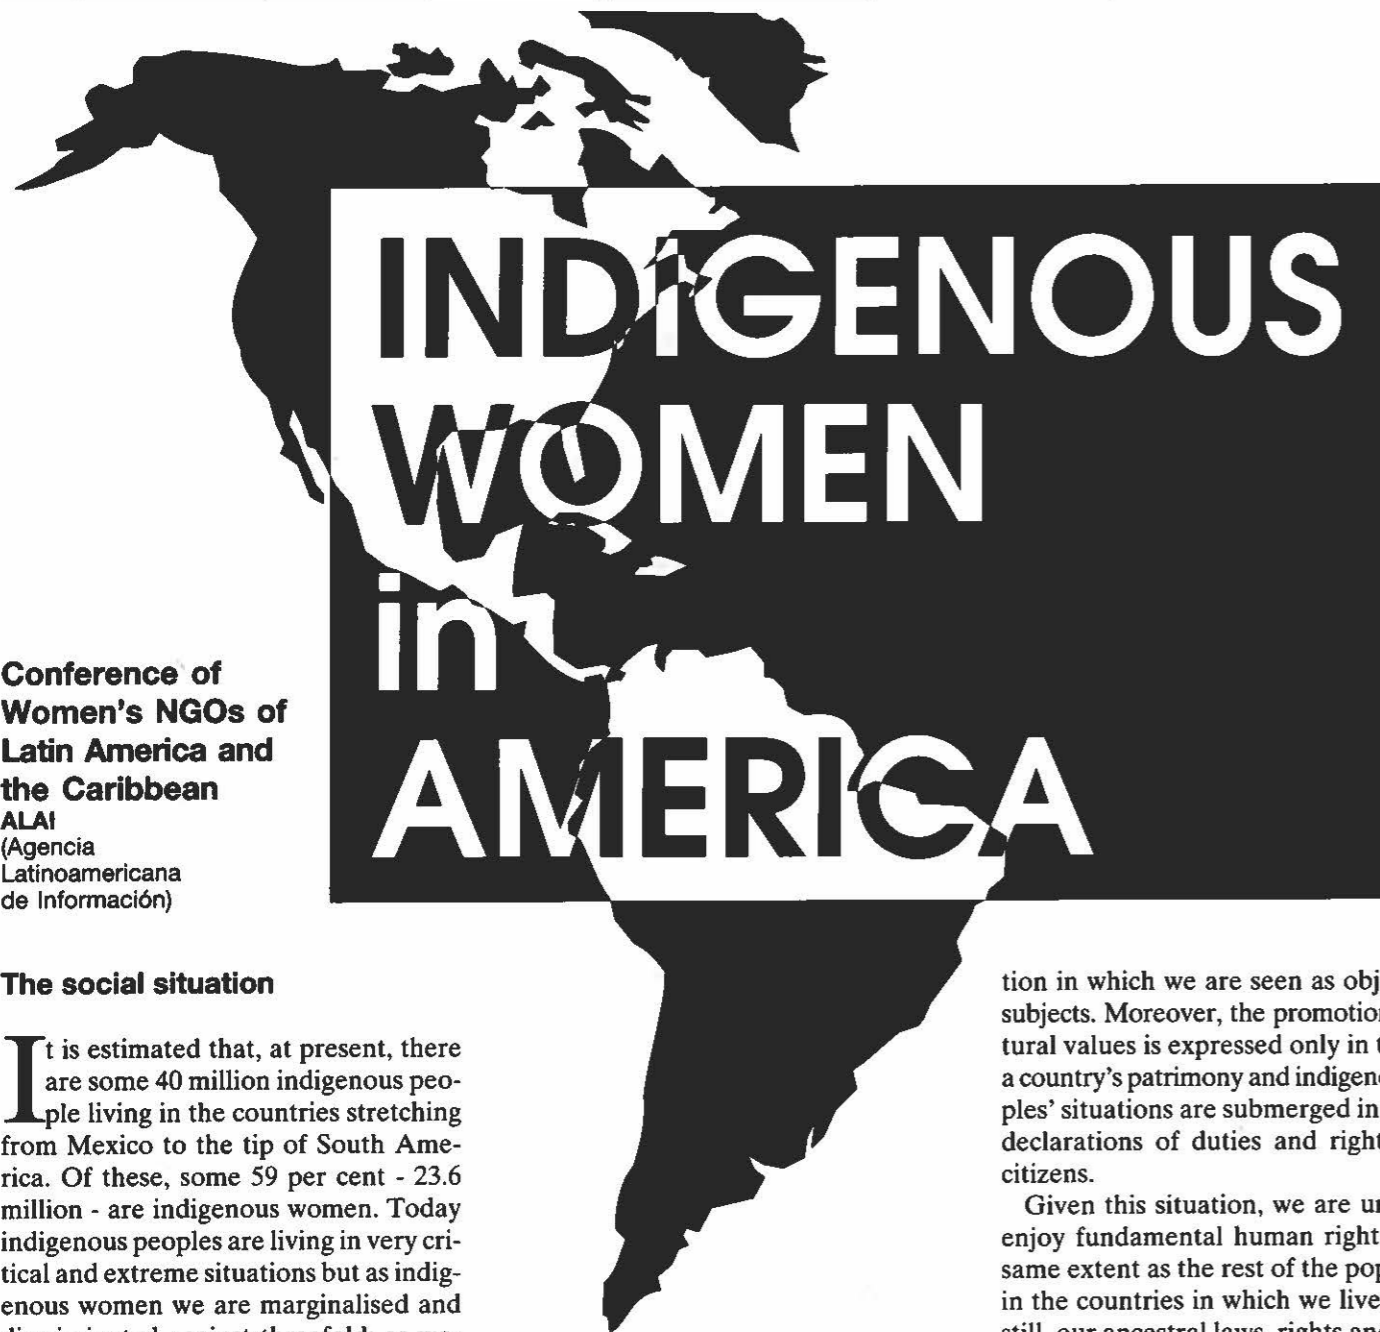 INDIGENOUS
WOMEN
in
AMERICA
Conference of
Women's NGOs of
Latin America and
the Caribbean
ALAI
(Agencia
Latinoamericana
de Información)
The social situation
It is estimated that, at present, there
are some 40 million indigenous peo-
ple living in the countries stretching
from Mexico to the tip of South Ame-
rica. Of these, some 59 per cent - 23.6
million - are indigenous women. Today
indigenous peoples are living in very cri-
tical and extreme situations but as indig-
enous women we are marginalised and
tion in which we are seen as obj
subjects. Moreover, the promotion
tural values is expressed only in t
a country's patrimony and indigen
ples' situations are submerged in
declarations of duties and right
citizens.
Given this situation, we are un
enjoy fundamental human right
same extent as the rest of the pop
in the countries in which we live
still, our ancestral laws, rights and